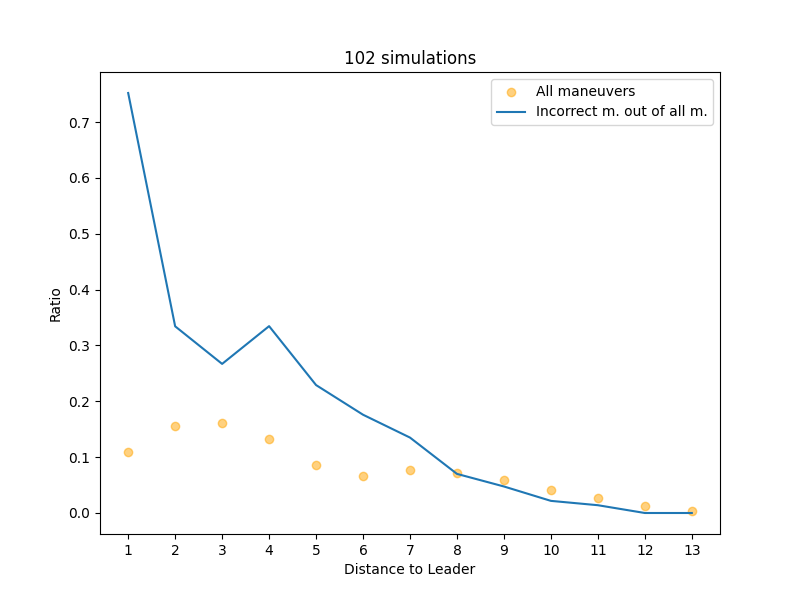 102 simulations
All maneuvers
Incorrect m. out of all m.
Ratio
0.7
0.6
0.5
0.4
0.3
0.2
0.1
0.0
1 2 3 4 5 6 7 8 9 10 11 12 13
Distance to Leader